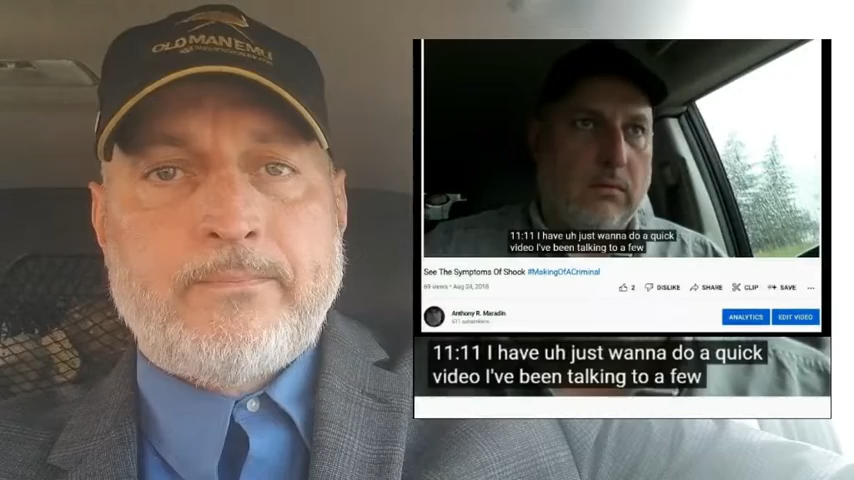 OLD MAN EMU
11:11 I have uh just wanna do a quick
video I've been talking to a few
See The Symptoms Of Shock #MakingOfACriminal
69 views • Aug 24, 2018
2 DISLIKE SHARE CLIP SAVE
Anthony R. Maradin
511 subscribers
ANALYTICS EDIT VIDEO
11:11 I have uh just wanna do a quick
video I've been talking to a few